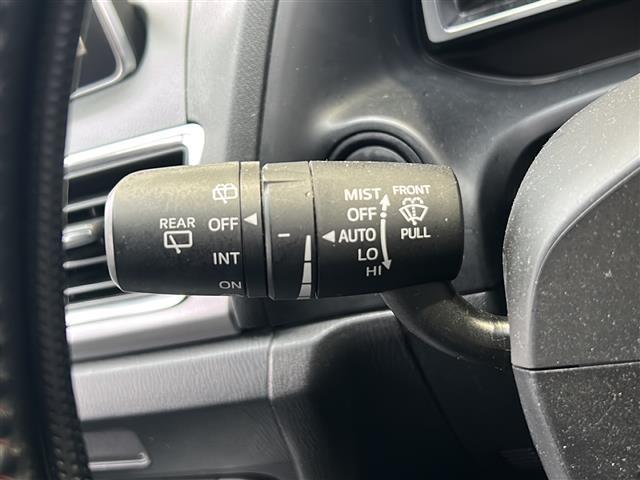 REAR
OFF
INT
ON
−
MIST
OFF
AUTO
LO
HI
FRONT
PULL